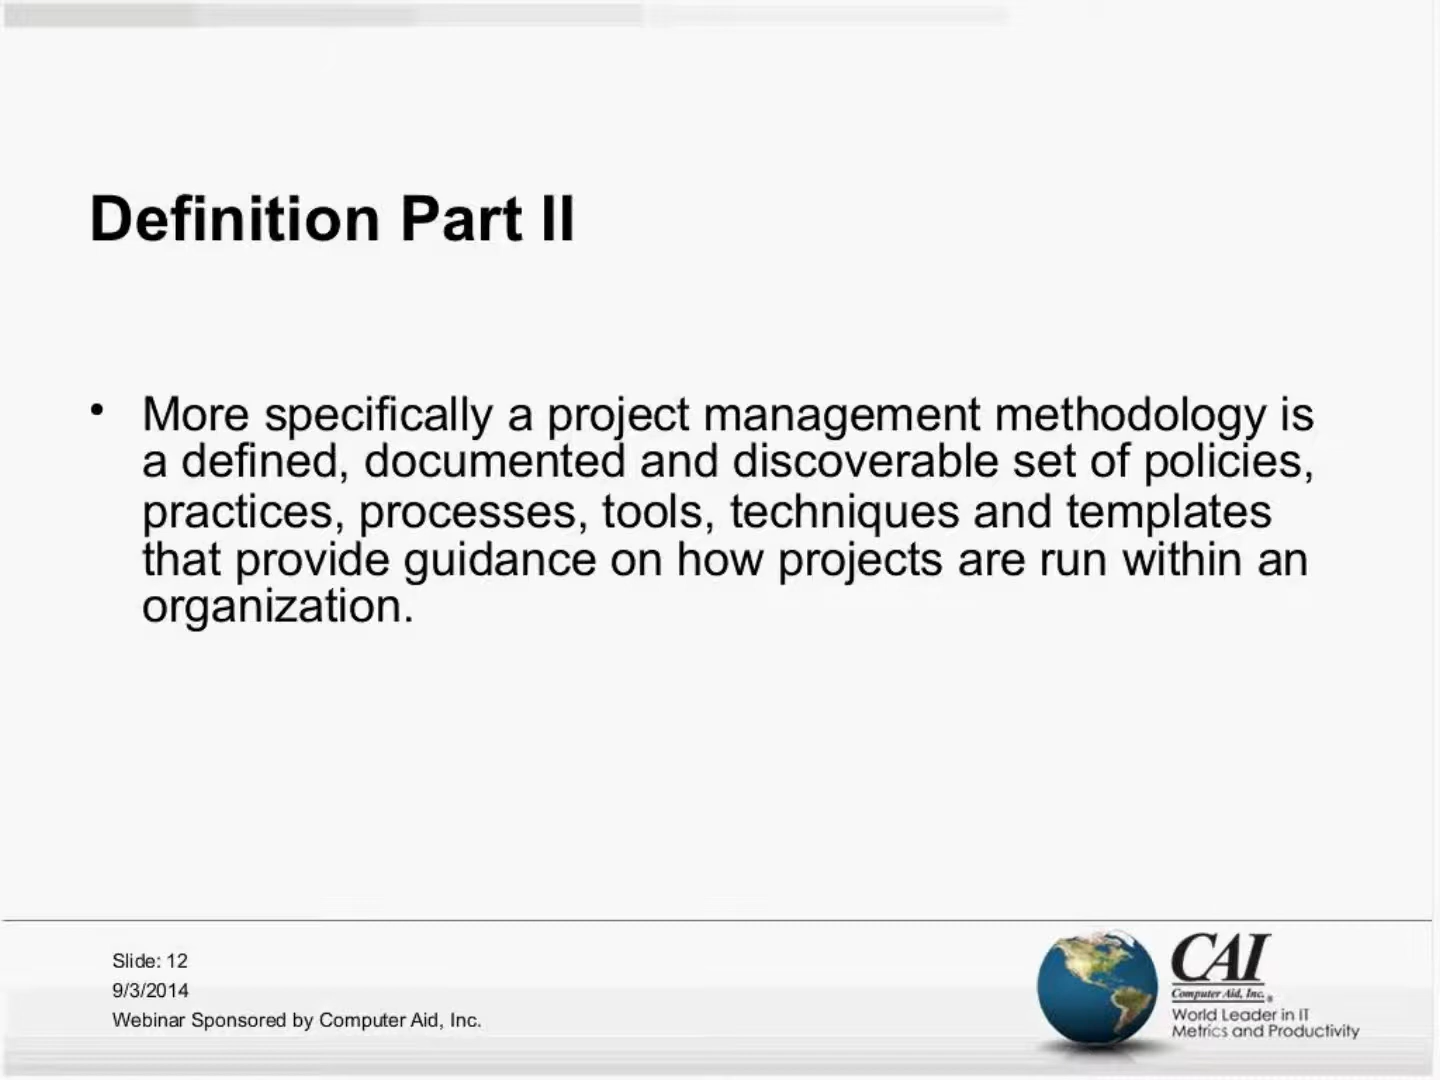 Definition Part II
• More specifically a project management methodology is
a defined, documented and discoverable set of policies,
practices, processes, tools, techniques and templates
that provide guidance on how projects are run within an
organization.
Slide: 12
9/3/2014
Webinar Sponsored by Computer Aid, Inc.
CAI
Computer Aid, Inc.®
World Leader in IT
Metrics and Productivity